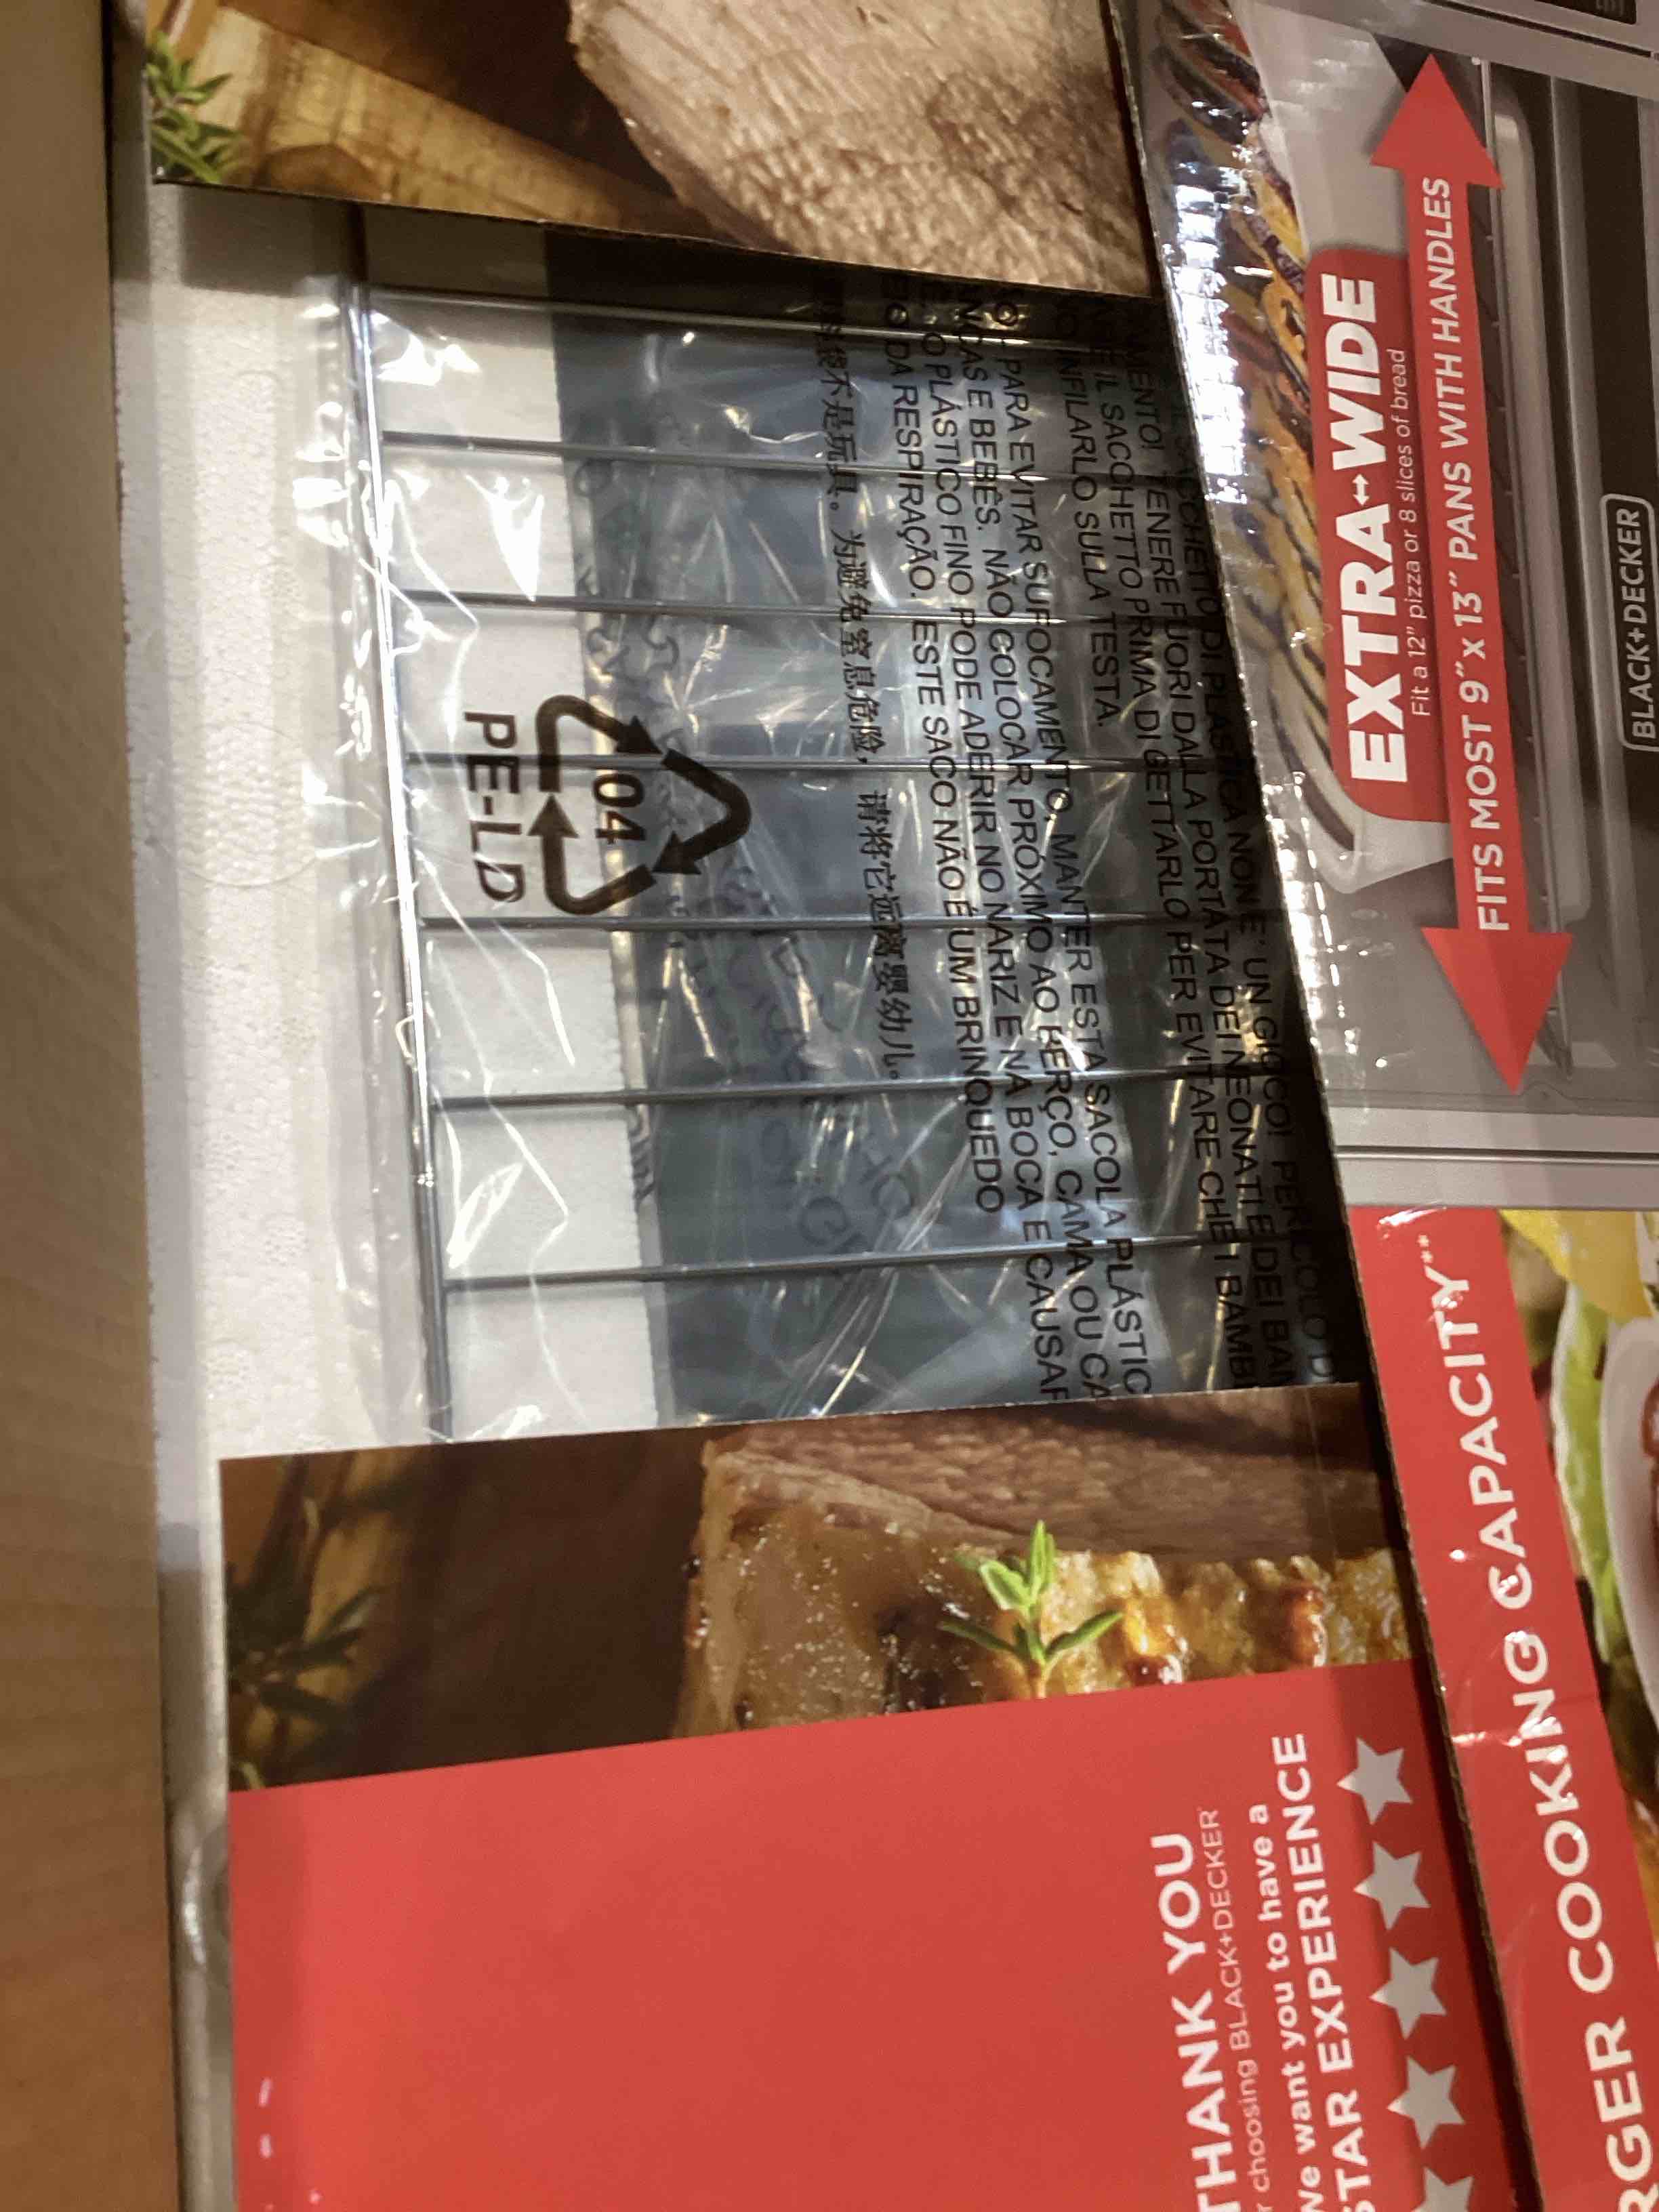 EXTRA↔WIDE
Fit a 12" pizza or 8 slices of bread
FITS MOST 9" x 13" PANS WITH HANDLES
BLACK+DECKER
CAPACITY**
COOKING
THANK YOU
choosing BLACK+DECKER
We want you to have a
STAR EXPERIENCE
DI PLASTICA NON E' UN GIOCO! PERICOLO D
TENERE FUORI DALLA PORTATA DEI NEONATI E DEI BAM
IL SACCHETTO PRIMA DI GETTARLO PER EVITARE CHE I BAMBI
INFILARLO SULLA TESTA.
PARA EVITAR SUFOCAMENTO, MANTER ESTA SACOLA PLÁSTIC
E BEBÊS. NÃO COLOCAR PRÓXIMO AO BERÇO, CAMA OU CA
O PLÁSTICO FINO PODE ADERIR NO NARIZ E NA BOCA E CAUSAR
DA RESPIRAÇÃO. ESTE SACO NÃO É UM BRINQUEDO
袋不是玩具。为避免窒息危险，请将它远离婴幼儿。
04
PE-LD